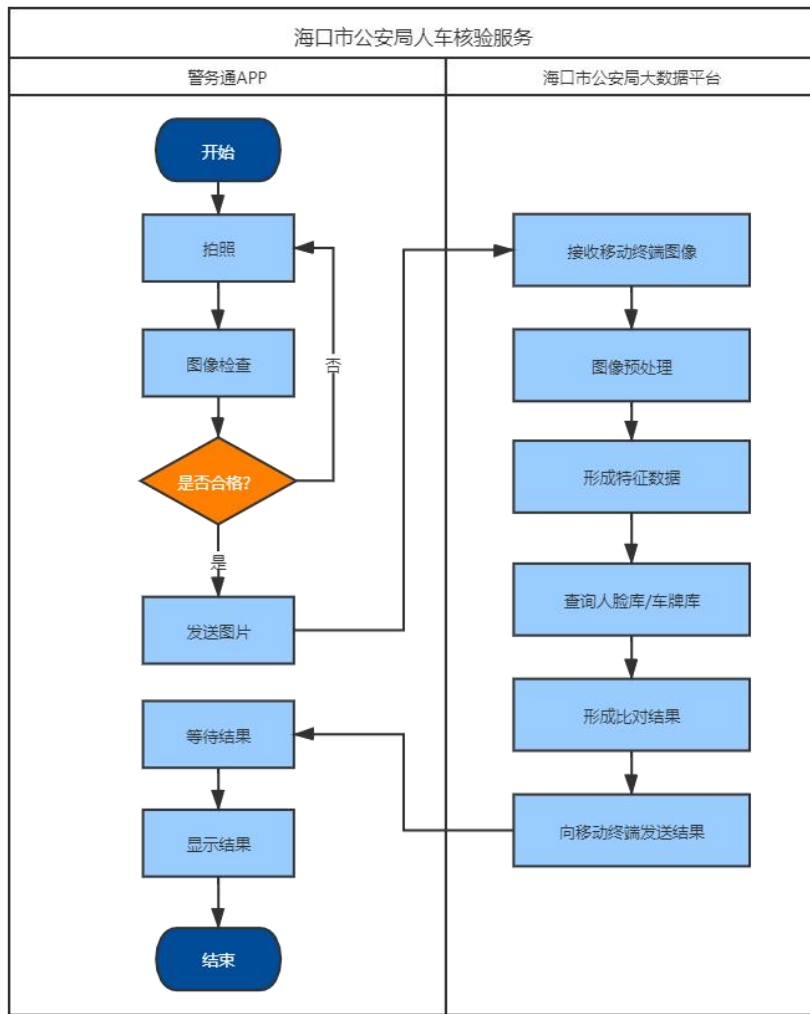 海口市公安局人车核验服务
警务通APP
海口市公安局大数据平台
开始
拍照
图像检查
否
是否合格?
是
发送图片
等待结果
显示结果
结束
接收移动终端图像
图像预处理
形成特征数据
查询人脸库/车牌库
形成比对结果
向移动终端发送结果